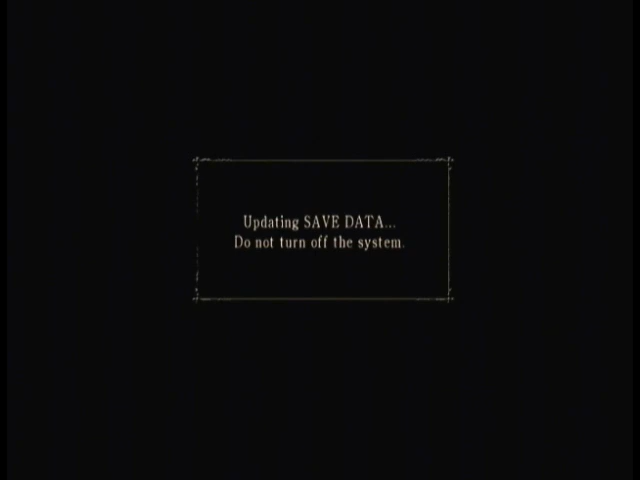 Updating SAVE DATA...
Do not turn off the system.